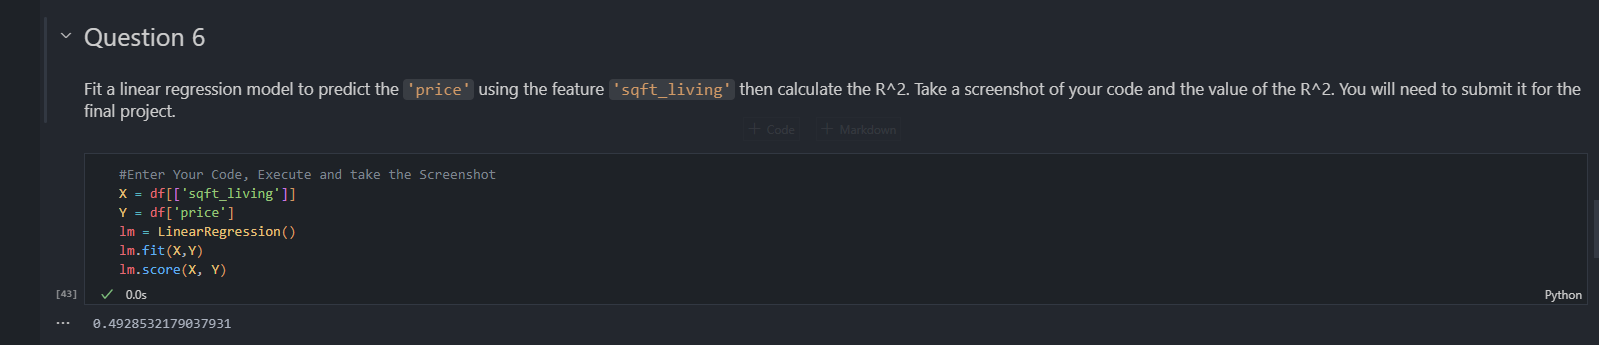 Question 6
Fit a linear regression model to predict the 'price' using the feature 'sqft_living' then calculate the R^2. Take a screenshot of your code and the value of the R^2. You will need to submit it for the
final project.
+ Code + Markdown
#Enter Your Code, Execute and take the Screenshot
X = df[['sqft_living']]
Y = df['price']
lm = LinearRegression()
lm.fit(X,Y)
lm.score(X, Y)
[43] ✓ 0.0s Python
... 0.4928532179037931